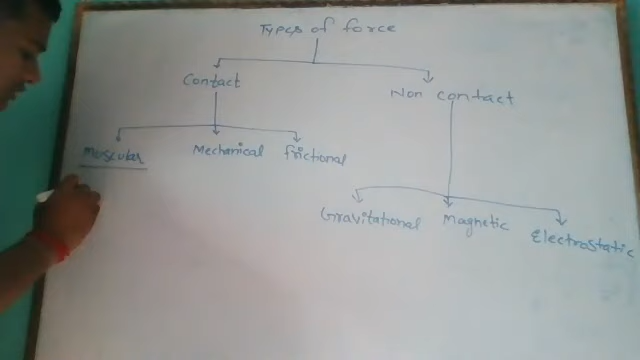 Types of force
Contact
Non contact
Muscular
Mechanical
frictional
Gravitational
Magnetic
Electrostatic